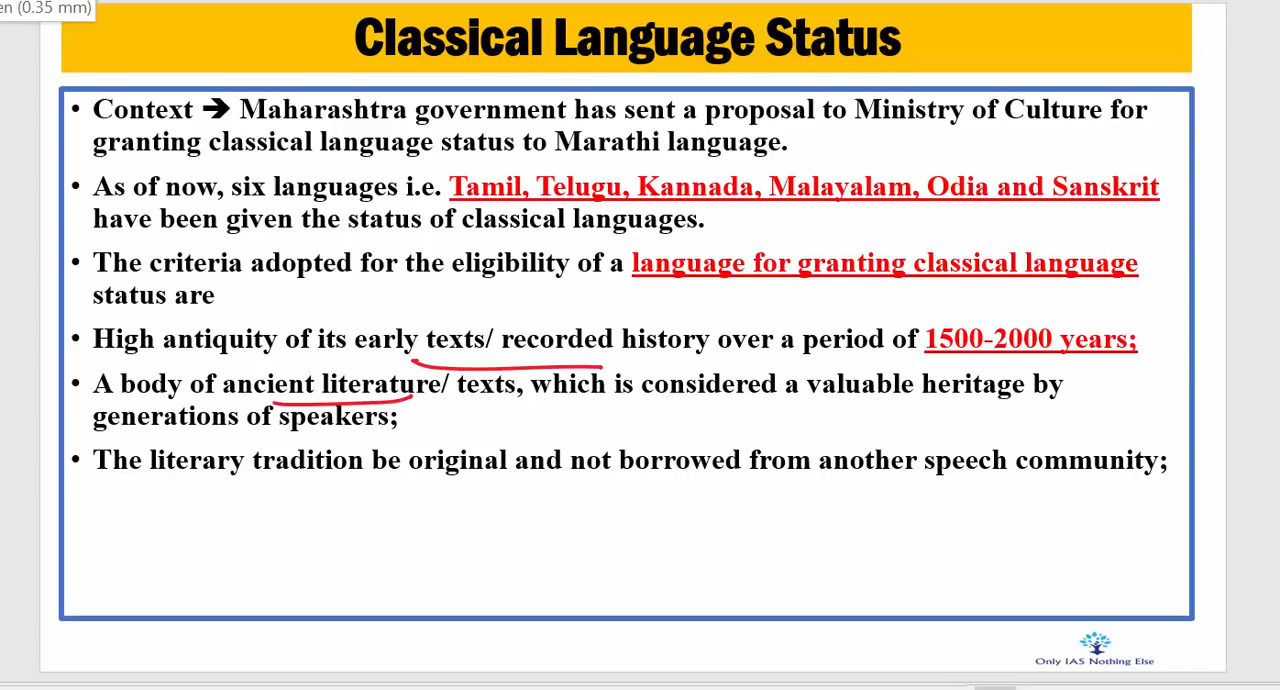 en (0.35 mm)
Classical Language Status
• Context ➔ Maharashtra government has sent a proposal to Ministry of Culture for
granting classical language status to Marathi language.
• As of now, six languages i.e. Tamil, Telugu, Kannada, Malayalam, Odia and Sanskrit
have been given the status of classical languages.
• The criteria adopted for the eligibility of a language for granting classical language
status are
• High antiquity of its early texts/ recorded history over a period of 1500-2000 years;
• A body of ancient literature/ texts, which is considered a valuable heritage by
generations of speakers;
• The literary tradition be original and not borrowed from another speech community;
Only IAS Nothing Else